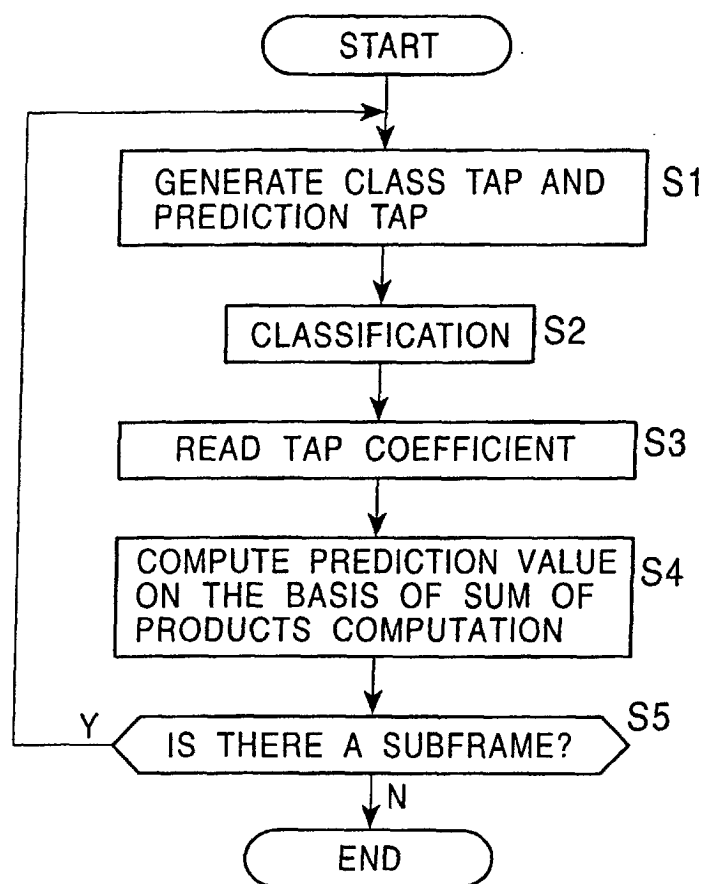 START
GENERATE CLASS TAP AND
PREDICTION TAP
S1
CLASSIFICATION
S2
READ TAP COEFFICIENT
S3
COMPUTE PREDICTION VALUE
ON THE BASIS OF SUM OF
PRODUCTS COMPUTATION
S4
Y
IS THERE A SUBFRAME?
S5
N
END